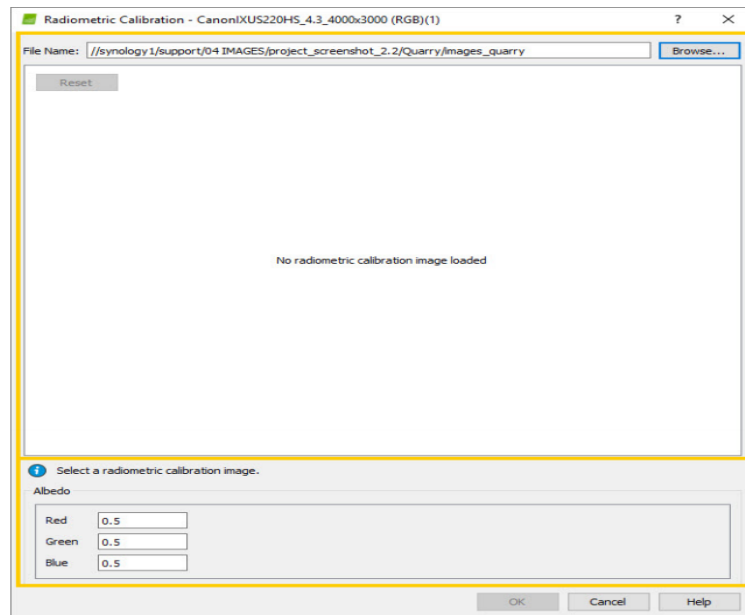 Radiometric Calibration - CanonIXUS220HS_4.3_4000x3000 (RGB)(1) ? ×
File Name: //synology1/support/04 IMAGES/project_screenshot_2.2/Quarry/images_quarry Browse...
Reset
No radiometric calibration image loaded
i Select a radiometric calibration image.
Albedo
Red 0.5
Green 0.5
Blue 0.5
OK Cancel Help